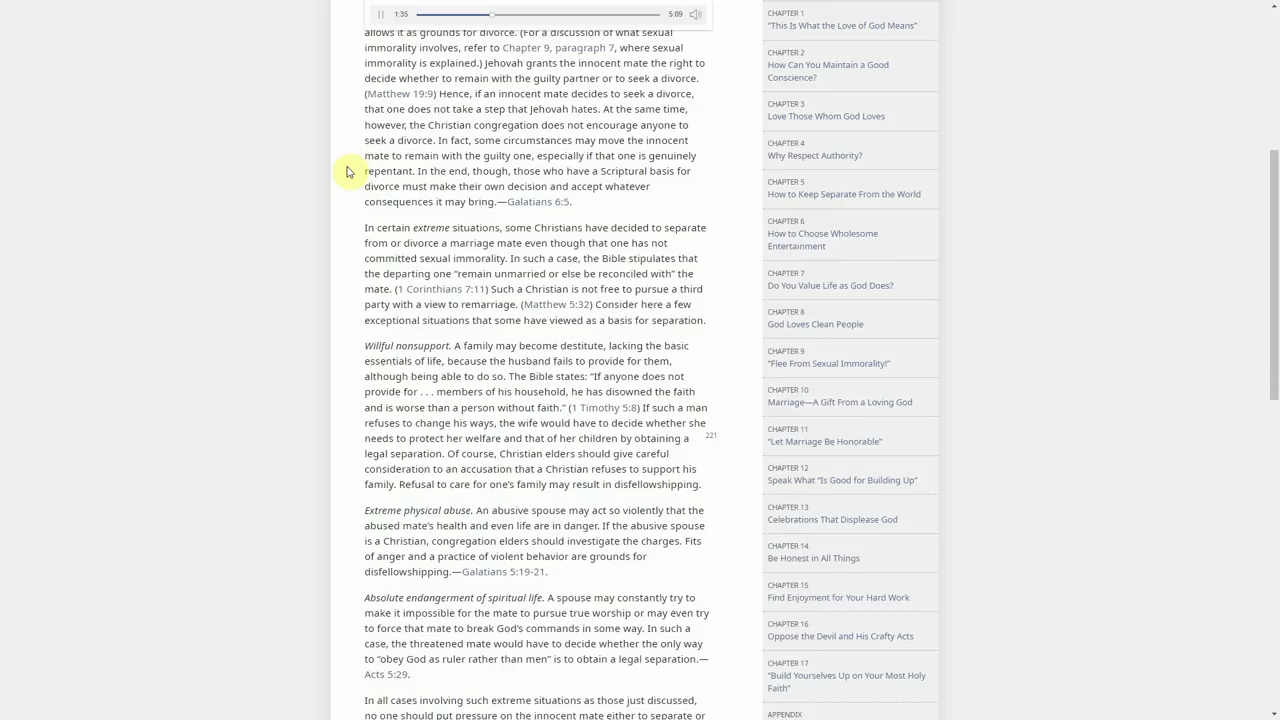 1:35
5:09
allows it as grounds for divorce. (For a discussion of what sexual
immorality involves, refer to Chapter 9, paragraph 7, where sexual
immorality is explained.) Jehovah grants the innocent mate the right to
decide whether to remain with the guilty partner or to seek a divorce.
(Matthew 19:9) Hence, if an innocent mate decides to seek a divorce,
that one does not take a step that Jehovah hates. At the same time,
however, the Christian congregation does not encourage anyone to
seek a divorce. In fact, some circumstances may move the innocent
mate to remain with the guilty one, especially if that one is genuinely
repentant. In the end, though, those who have a Scriptural basis for
divorce must make their own decision and accept whatever
consequences it may bring.—Galatians 6:5.
In certain extreme situations, some Christians have decided to separate
from or divorce a marriage mate even though that one has not
committed sexual immorality. In such a case, the Bible stipulates that
the departing one “remain unmarried or else be reconciled with” the
mate. (1 Corinthians 7:11) Such a Christian is not free to pursue a third
party with a view to remarriage. (Matthew 5:32) Consider here a few
exceptional situations that some have viewed as a basis for separation.
Willful nonsupport. A family may become destitute, lacking the basic
essentials of life, because the husband fails to provide for them,
although being able to do so. The Bible states: “If anyone does not
provide for . . . members of his household, he has disowned the faith
and is worse than a person without faith.” (1 Timothy 5:8) If such a man
refuses to change his ways, the wife would have to decide whether she
needs to protect her welfare and that of her children by obtaining a
221
legal separation. Of course, Christian elders should give careful
consideration to an accusation that a Christian refuses to support his
family. Refusal to care for one’s family may result in disfellowshipping.
Extreme physical abuse. An abusive spouse may act so violently that the
abused mate’s health and even life are in danger. If the abusive spouse
is a Christian, congregation elders should investigate the charges. Fits
of anger and a practice of violent behavior are grounds for
disfellowshipping.—Galatians 5:19-21.
Absolute endangerment of spiritual life. A spouse may constantly try to
make it impossible for the mate to pursue true worship or may even try
to force that mate to break God’s commands in some way. In such a
case, the threatened mate would have to decide whether the only way
to “obey God as ruler rather than men” is to obtain a legal separation.—
Acts 5:29.
In all cases involving such extreme situations as those just discussed,
no one should put pressure on the innocent mate either to separate or
CHAPTER 1
“This Is What the Love of God Means”
CHAPTER 2
How Can You Maintain a Good
Conscience?
CHAPTER 3
Love Those Whom God Loves
CHAPTER 4
Why Respect Authority?
CHAPTER 5
How to Keep Separate From the World
CHAPTER 6
How to Choose Wholesome
Entertainment
CHAPTER 7
Do You Value Life as God Does?
CHAPTER 8
God Loves Clean People
CHAPTER 9
“Flee From Sexual Immorality!”
CHAPTER 10
Marriage—A Gift From a Loving God
CHAPTER 11
“Let Marriage Be Honorable”
CHAPTER 12
Speak What “Is Good for Building Up”
CHAPTER 13
Celebrations That Displease God
CHAPTER 14
Be Honest in All Things
CHAPTER 15
Find Enjoyment for Your Hard Work
CHAPTER 16
Oppose the Devil and His Crafty Acts
CHAPTER 17
“Build Yourselves Up on Your Most Holy
Faith”
APPENDIX